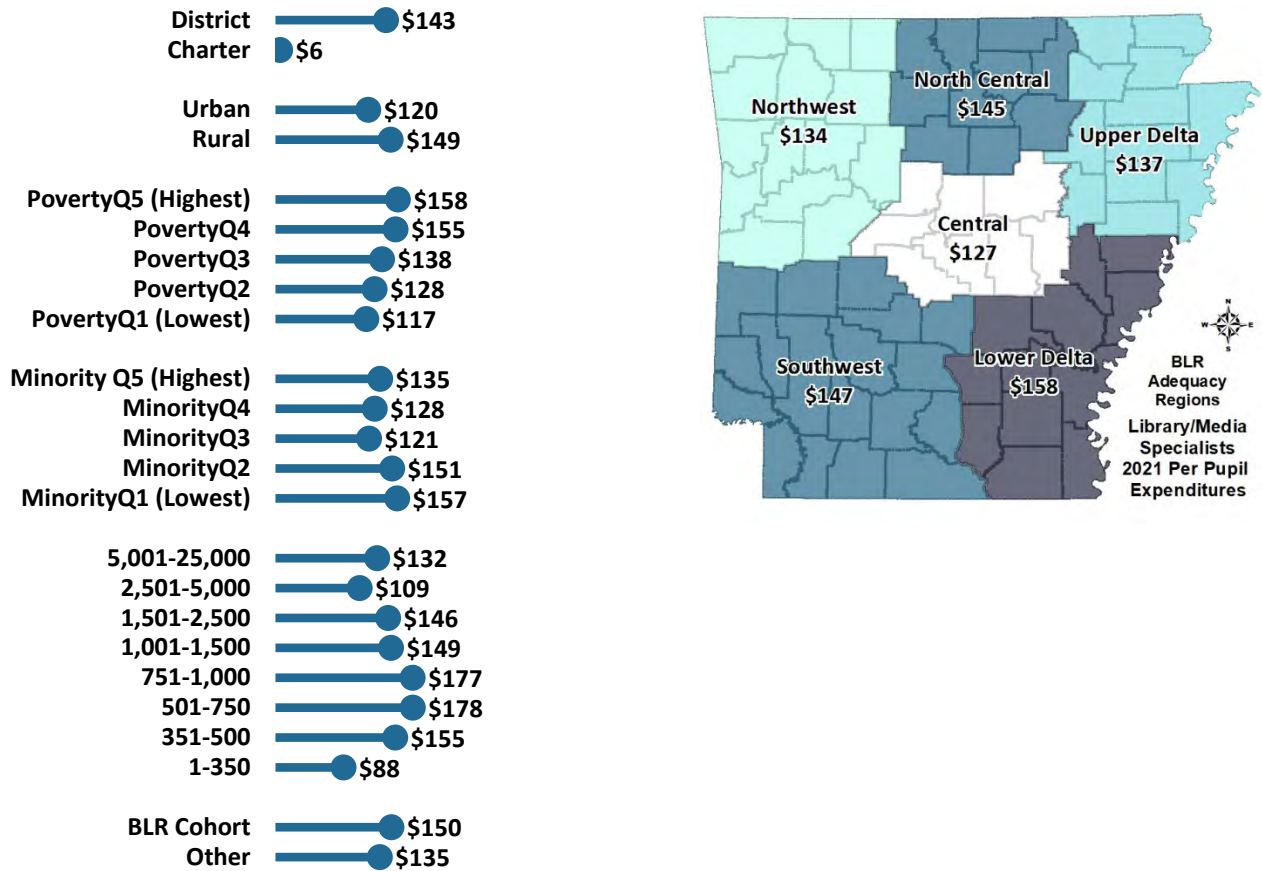 District $143
Charter $6
Urban $120
Rural $149
PovertyQ5 (Highest) $158
PovertyQ4 $155
PovertyQ3 $138
PovertyQ2 $128
PovertyQ1 (Lowest) $117
Minority Q5 (Highest) $135
MinorityQ4 $128
MinorityQ3 $121
MinorityQ2 $151
MinorityQ1 (Lowest) $157
5,001-25,000 $132
2,501-5,000 $109
1,501-2,500 $146
1,001-1,500 $149
751-1,000 $177
501-750 $178
351-500 $155
1-350 $88
BLR Cohort $150
Other $135
Northwest
$134
North Central
$145
Upper Delta
$137
Central
$127
Southwest
$147
Lower Delta
$158
N
W E
S
BLR
Adequacy
Regions
Library/Media
Specialists
2021 Per Pupil
Expenditures